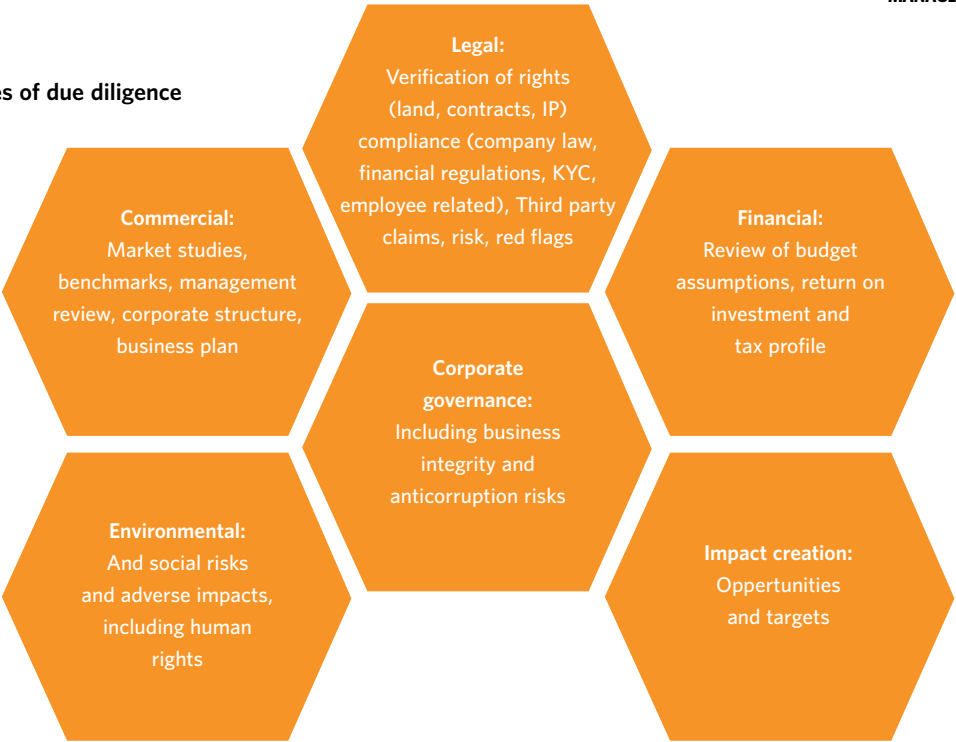 es of due diligence
Legal:
Verification of rights
(land, contracts, IP)
compliance (company law,
financial regulations, KYC,
employee related), Third party
claims, risk, red flags
Commercial:
Market studies,
benchmarks, management
review, corporate structure,
business plan
Financial:
Review of budget
assumptions, return on
investment and
tax profile
Corporate
governance:
Including business
integrity and
anticorruption risks
Environmental:
And social risks
and adverse impacts,
including human
rights
Impact creation:
Oppertunities
and targets